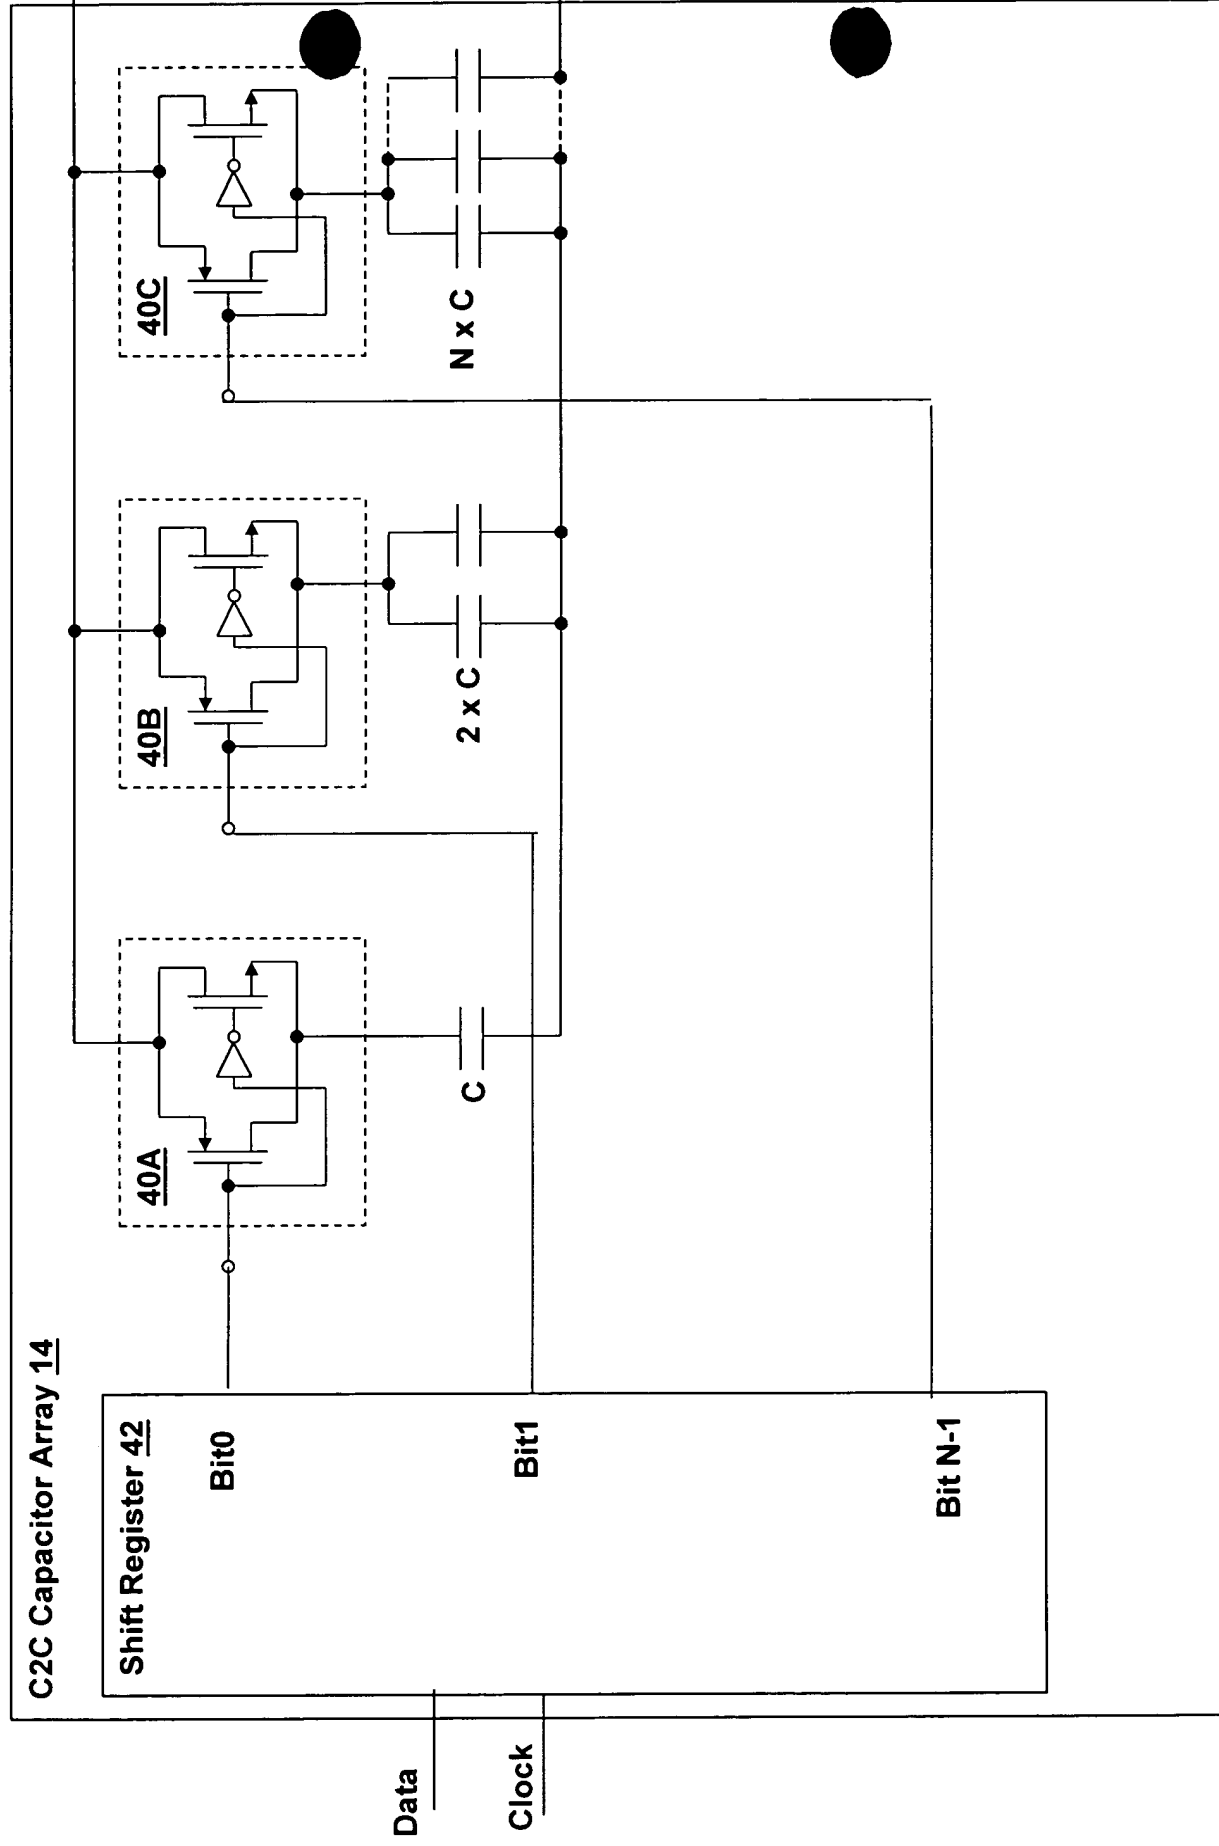 C2C Capacitor Array 14
Shift Register 42
Bit0
Bit1
Bit N-1
Data
Clock
40A
40B
40C
C
2 x C
N x C